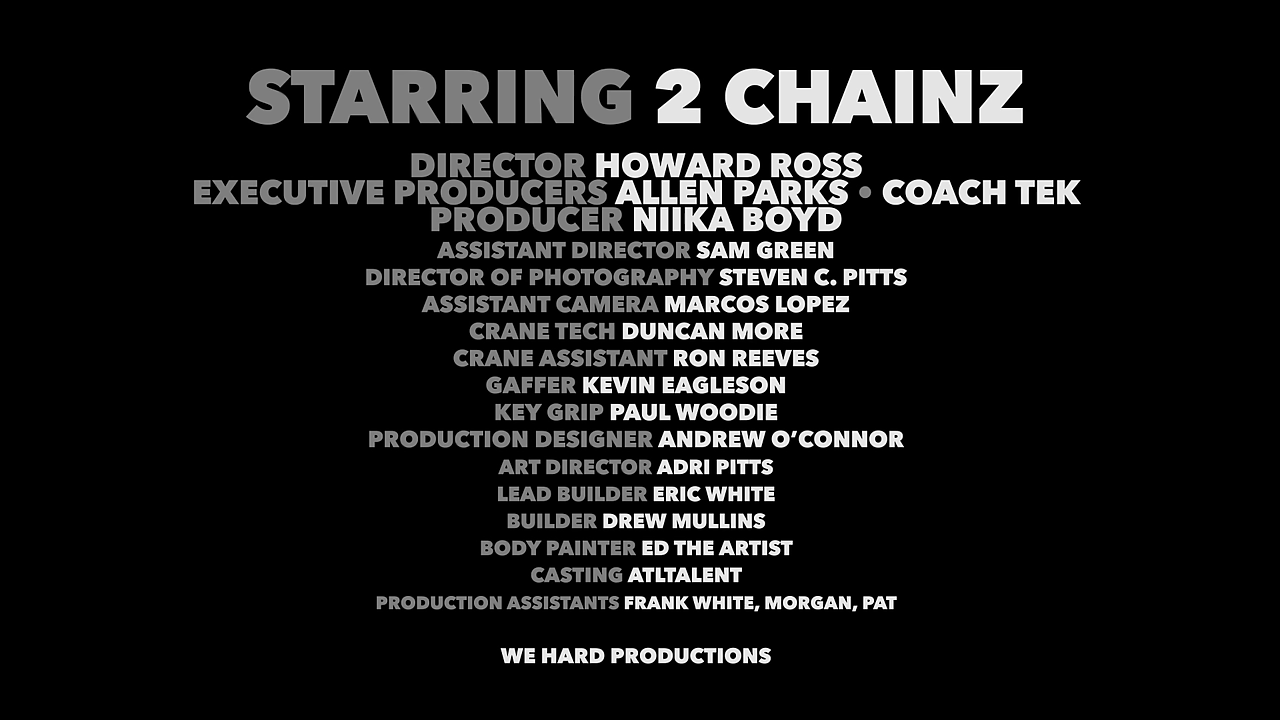 STARRING 2 CHAINZ
DIRECTOR HOWARD ROSS
EXECUTIVE PRODUCERS ALLEN PARKS • COACH TEK
PRODUCER NIIKA BOYD
ASSISTANT DIRECTOR SAM GREEN
DIRECTOR OF PHOTOGRAPHY STEVEN C. PITTS
ASSISTANT CAMERA MARCOS LOPEZ
CRANE TECH DUNCAN MORE
CRANE ASSISTANT RON REEVES
GAFFER KEVIN EAGLESON
KEY GRIP PAUL WOODIE
PRODUCTION DESIGNER ANDREW O’CONNOR
ART DIRECTOR ADRI PITTS
LEAD BUILDER ERIC WHITE
BUILDER DREW MULLINS
BODY PAINTER ED THE ARTIST
CASTING ATLTALENT
PRODUCTION ASSISTANTS FRANK WHITE, MORGAN, PAT
WE HARD PRODUCTIONS